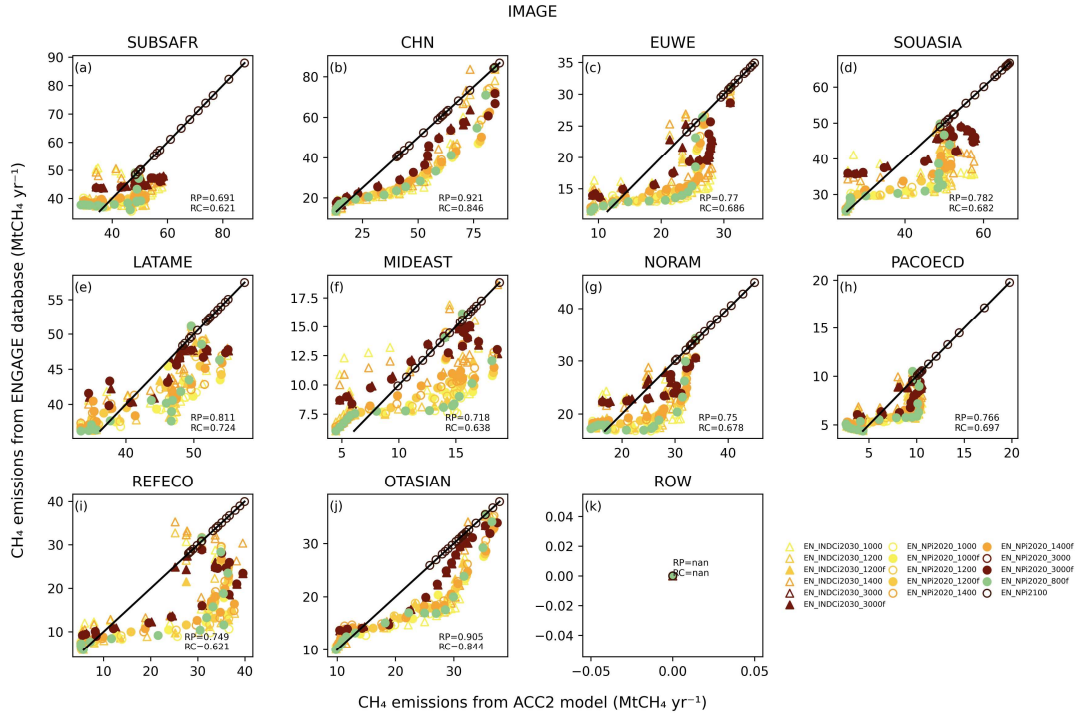 IMAGE
SUBSAFR
CHN
EUWE
SOUASIA
(a)
(b)
(c)
(d)
90
80
70
60
50
40
80
60
40
20
35
30
25
20
15
60
50
40
30
RP=0.691
RC=0.621
RP=0.921
RC=0.846
RP=0.77
RC=0.686
RP=0.782
RC=0.682
40 60 80
25 50 75
10 20 30
40 60
LATAME
MIDEAST
NORAM
PACOECD
(e)
(f)
(g)
(h)
55
50
45
40
17.5
15.0
12.5
10.0
7.5
40
30
20
20
15
10
5
RP=0.811
RC=0.724
RP=0.718
RC=0.638
RP=0.75
RC=0.678
RP=0.766
RC=0.697
40 50
5 10 15
20 30 40
5 10 15 20
REFECO
OTASIAN
ROW
(i)
(j)
(k)
40
30
20
10
30
25
20
15
10
0.04
0.02
0.00
−0.02
−0.04
RP=0.749
RC=0.621
RP=0.905
RC=0.844
RP=nan
RC=nan
10 20 30 40
10 20 30
−0.05 0.00 0.05
EN_INDCi2030_1000
EN_INDCi2030_1200
EN_INDCi2030_1200f
EN_INDCi2030_1400
EN_INDCi2030_3000
EN_INDCi2030_3000f
EN_NPi2020_1000
EN_NPi2020_1000f
EN_NPi2020_1200
EN_NPi2020_1200f
EN_NPi2020_1400
EN_NPi2020_1400f
EN_NPi2020_3000
EN_NPi2020_3000f
EN_NPi2020_800f
EN_NPi2100
CH₄ emissions from ENGAGE database (MtCH₄ yr⁻¹)
CH₄ emissions from ACC2 model (MtCH₄ yr⁻¹)